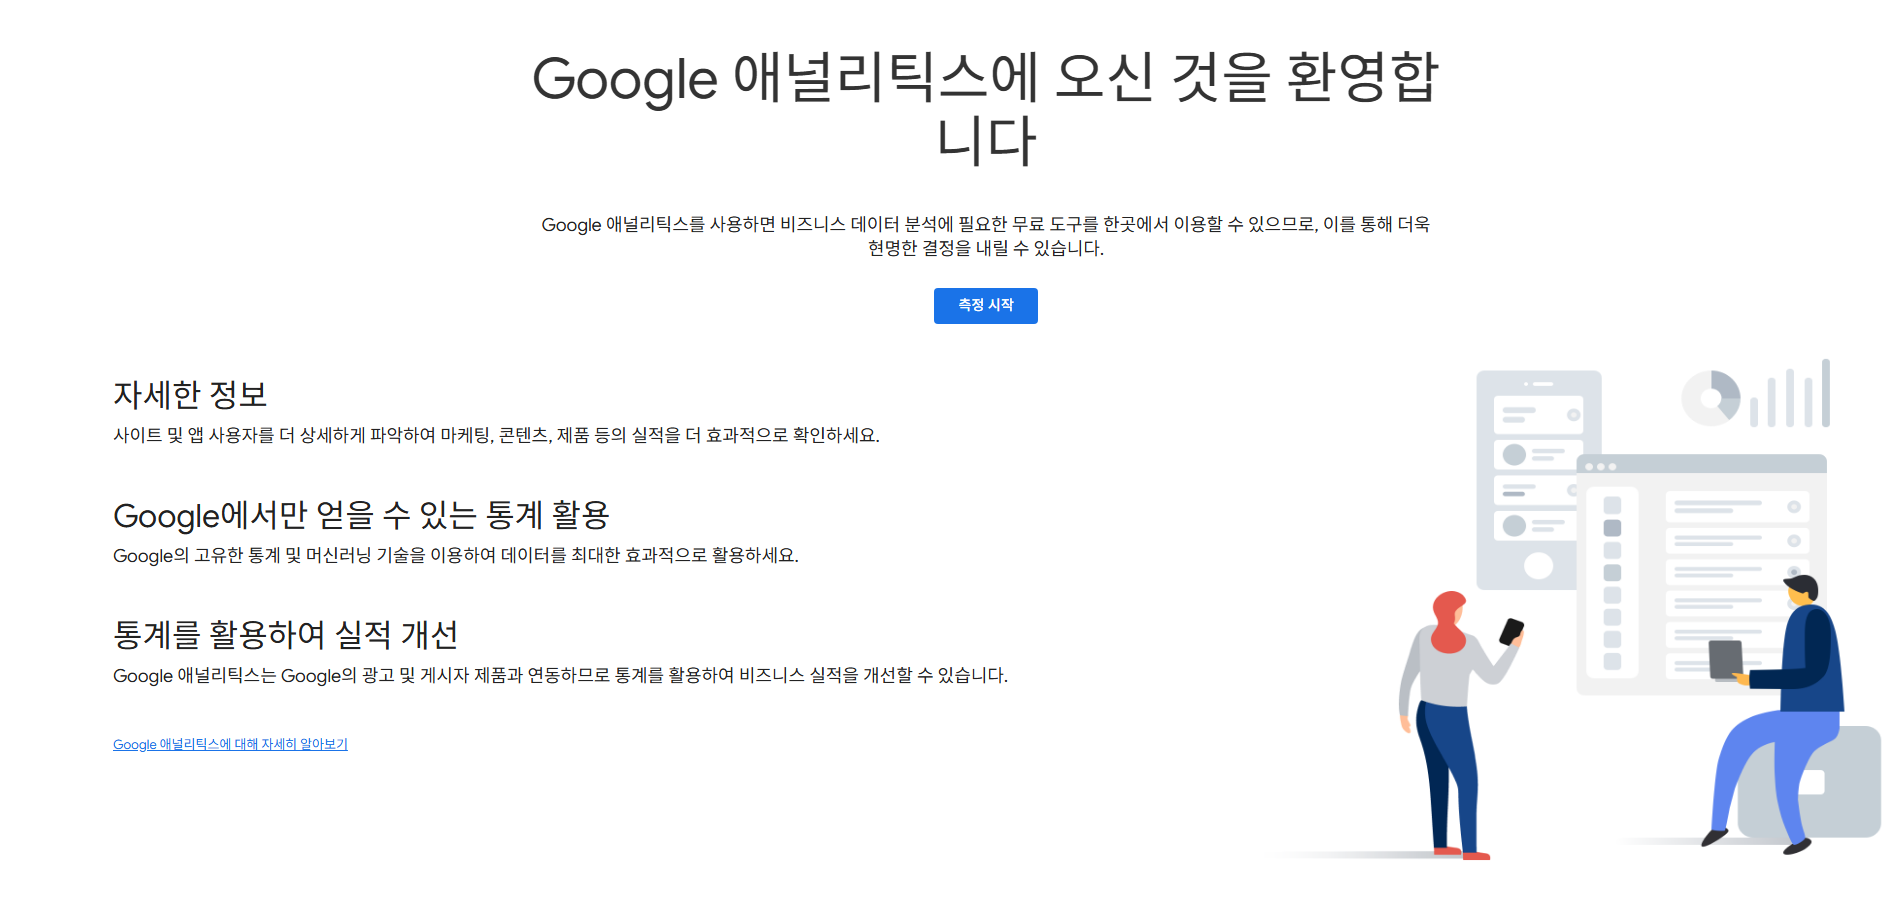 Google 애널리틱스에 오신 것을 환영합
니다
Google 애널리틱스를 사용하면 비즈니스 데이터 분석에 필요한 무료 도구를 한곳에서 이용할 수 있으므로, 이를 통해 더욱
현명한 결정을 내릴 수 있습니다.
측정 시작
자세한 정보
사이트 및 앱 사용자를 더 상세하게 파악하여 마케팅, 콘텐츠, 제품 등의 실적을 더 효과적으로 확인하세요.
Google에서만 얻을 수 있는 통계 활용
Google의 고유한 통계 및 머신러닝 기술을 이용하여 데이터를 최대한 효과적으로 활용하세요.
통계를 활용하여 실적 개선
Google 애널리틱스는 Google의 광고 및 게시자 제품과 연동하므로 통계를 활용하여 비즈니스 실적을 개선할 수 있습니다.
Google 애널리틱스에 대해 자세히 알아보기